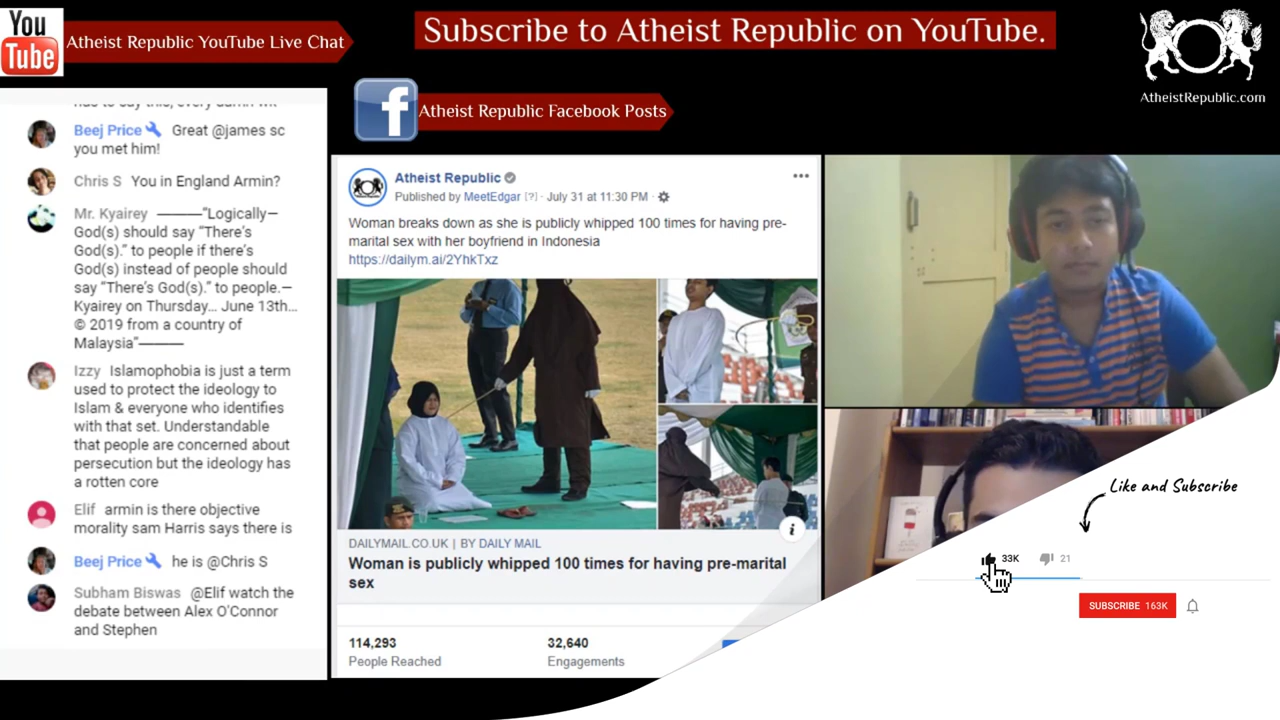 You
Tube
Atheist Republic YouTube Live Chat
Subscribe to Atheist Republic on YouTube.
AtheistRepublic.com
Atheist Republic Facebook Posts
Beej Price Great @james sc
you met him!
Chris S You in England Armin?
Mr. Kyairey ————“Logically—
God(s) should say “There's
God(s).” to people if there's
God(s) instead of people should
say “There's God(s).” to people.—
Kyairey on Thursday... June 13th...
© 2019 from a country of
Malaysia”————
Izzy Islamophobia is just a term
used to protect the ideology to
Islam & everyone who identifies
with that set. Understandable
that people are concerned about
persecution but the ideology has
a rotten core
Elif armin is there objective
morality sam Harris says there is
Beej Price he is @Chris S
Subham Biswas @Elif watch the
debate between Alex O'Connor
and Stephen
Atheist Republic
Published by MeetEdgar [?] · July 31 at 11:30 PM ·
Woman breaks down as she is publicly whipped 100 times for having pre-
marital sex with her boyfriend in Indonesia
https://dailym.ai/2YhkTxz
DAILYMAIL.CO.UK | BY DAILY MAIL
Woman is publicly whipped 100 times for having pre-marital
sex
114,293
People Reached
32,640
Engagements
Like and Subscribe
33K
21
SUBSCRIBE 163K